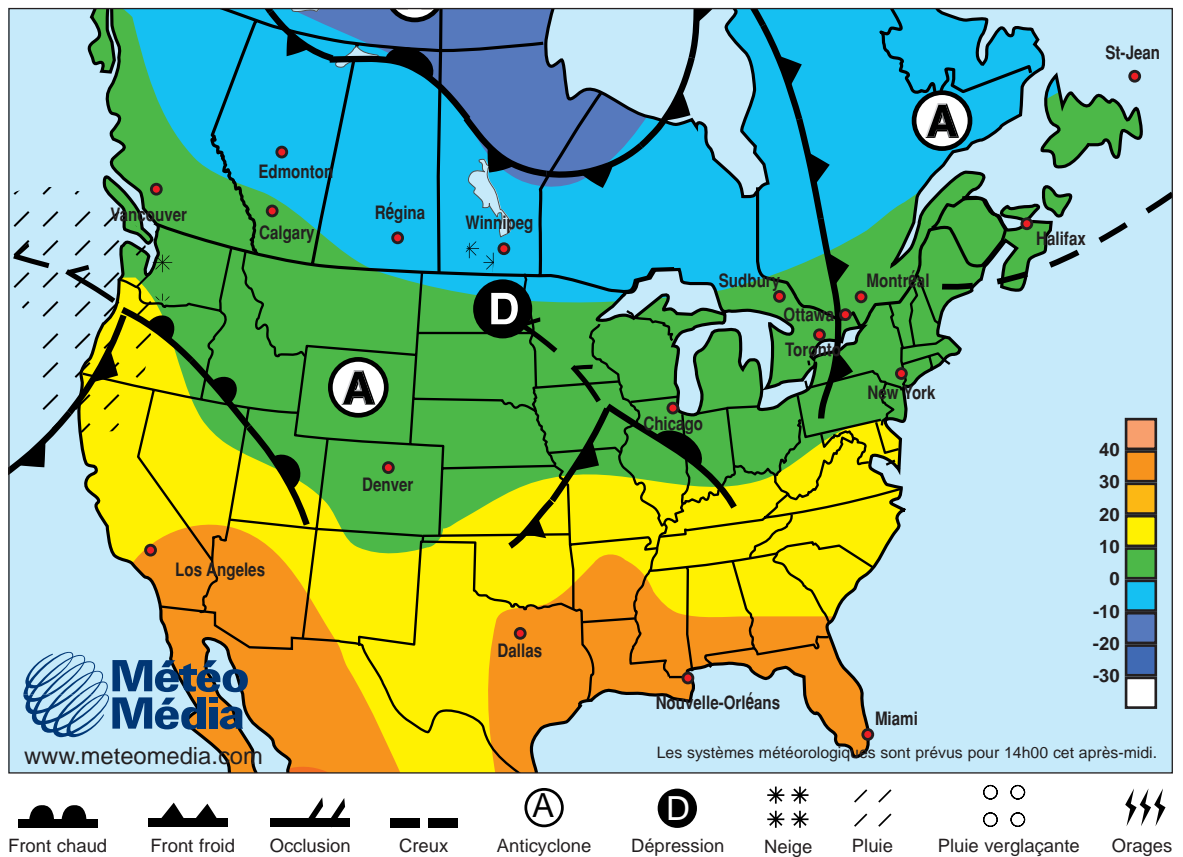 St-Jean
A
Edmonton
Vancouver
Calgary
Régina
Winnipeg
Halifax
Sudbury
Montréal
D
Ottawa
Toronto
A
New York
Chicago
Denver
40
30
20
10
0
-10
-20
-30
Los Angeles
Dallas
Nouvelle-Orléans
Miami
Météo
Média
www.meteomedia.com
Les systèmes météorologiques sont prévus pour 14h00 cet après-midi.
A
D
Front chaud
Front froid
Occlusion
Creux
Anticyclone
Dépression
Neige
Pluie
Pluie verglaçante
Orages